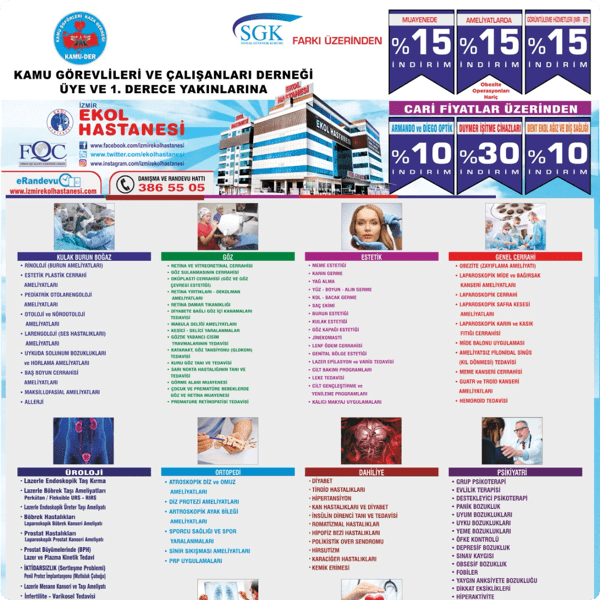 KAMU GÖREVLİLERİ KAZA DERNEĞİ
KAMU-DER
SGK
SOSYAL GÜVENLİK KURUMU
FARKI ÜZERİNDEN
MUAYENEDE
%15
İNDİRİM
AMELİYATLARDA
%15
İNDİRİM
Obezite
Operasyonları
Hariç
GÖRÜNTÜLEME HİZMETLERİ (MR - BT)
%15
İNDİRİM
KAMU GÖREVLİLERİ VE ÇALIŞANLARI DERNEĞİ
ÜYE VE 1. DERECE YAKINLARINA
CARİ FİYATLAR ÜZERİNDEN
ARMANDO ve DİEGO OPTİK
%10
İNDİRİM
DUYMER İŞİTME CİHAZLARI
%30
İNDİRİM
DENT EKOL AĞIZ VE DİŞ SAĞLIĞI
%10
İNDİRİM
İZMİR
EKOL
HASTANESİ
FQC
www.facebook.com/izmirekolhastanesi
www.twitter.com/ekolhastanesi
www.instagram.com/izmirekolhastanesi
EKOL HASTANESİ
eRandevu
www.izmirekolhastanesi.com
DANIŞMA VE RANDEVU HATTI
386 55 05
KULAK BURUN BOĞAZ
• RİNOLOJİ (BURUN AMELİYATLARI)
• ESTETİK PLASTİK CERRAHİ
AMELİYATLARI
• PEDİATRİK OTOLARENGOLOJİ
AMELİYATLARI
• OTOLOJİ ve NÖROOTOLOJİ
AMELİYATLARI
• LARENGOLOJİ (SES HASTALIKLARI)
AMELİYATLARI
• UYKUDA SOLUNUM BOZUKLUKLARI
ve HORLAMA AMELİYATLARI
• BAŞ BOYUN CERRAHİSİ
AMELİYATLARI
• MAKSİLLOFASİAL AMELİYATLARI
• ALLERJİ
GÖZ
• RETİNA VE VİTREORETİNAL CERRAHİSİ
• GÖZ SULANMASININ CERRAHİSİ
• OKÜPLASTİ CERRAHİSİ (GÖZ VE GÖZ
ÇEVRESİ ESTETİĞİ)
• RETİNA YIRTIKLARI - DEKOLMAN
AMELİYATLARI
• RETİNA DAMAR TIKANIKLIĞI
• DİYABETE BAĞLI GÖZ İÇİ KANAMALARI
TEDAVİSİ
• MAKULA DELİĞİ AMELİYATLARI
• KESİCİ - DELİCİ YARALANMALAR
• GÖZDE YABANCI CİSİM
TRAVMALARININ TEDAVİSİ
• KATARAKT, GÖZ TANSİYONU (GLOKOM)
TEDAVİSİ
• KURU GÖZ TANI VE TEDAVİSİ
• SARI NOKTA HASTALIĞININ TANI VE
TEDAVİSİ
• GÖRME ALANI MUAYENESİ
• ÇOCUK VE PREMATÜRE BEBEKLERDE
GÖZ VE RETİNA MUAYENESİ
• PREMATURE RETİNOPATİSİ TEDAVİSİ
ESTETİK
• MEME ESTETİĞİ
• KARIN GERME
• YAĞ ALMA
• YÜZ - BOYUN - ALIN GERME
• KOL - BACAK GERME
• SAÇ EKİMİ
• BURUN ESTETİĞİ
• KULAK ESTETİĞİ
• GÖZ KAPAĞI ESTETİĞİ
• JİNEKOMASTİ
• LENF ÖDEM CERRAHİSİ
• GENİTAL BÖLGE ESTETİĞİ
• LAZER EPİLASYON ve VARİS TEDAVİSİ
• CİLT BAKIM PROGRAMLARI
• LEKE TEDAVİSİ
• CİLT GENÇLEŞTİRME ve
YENİLEME PROGRAMLARI
• KALICI MAKYAJ UYGULAMALARI
GENEL CERRAHİ
• OBEZİTE (ZAYIFLAMA AMELİYATI)
• LAPAROSKOPİK MİDE ve BAĞIRSAK
KANSERİ AMELİYATLARI
• LAPAROSKOPİK CERRAHİ
• LAPAROSKOPİK SAFRA KESESİ
AMELİYATLARI
• LAPAROSKOPİK KARIN ve KASIK
FITIĞI CERRAHİSİ
• MİDE BALONU UYGULAMASI
• AMELİYATSIZ PİLONİDAL SİNÜS
(KIL DÖNMESİ) TEDAVİSİ
• MEME KANSERİ CERRAHİSİ
• GUATR ve TROİD KANSERİ
AMELİYATLARI
• HEMOROİD TEDAVİSİ
ÜROLOJİ
• Lazerle Endoskopik Taş Kırma
• Lazerle Böbrek Taşı Ameliyatları
Perkütan / Fleksible URS - RIRS
• Lazerle Endoskopik Üreter Taşı Ameliyatı
• Böbrek Hastalıkları
Laparoskopik Böbrek Kanseri Ameliyatı
• Prostat Hastalıkları
Laparoskopik Prostat Kanseri Ameliyatı
• Prostat Büyümelerinde (BPH)
Lazer ve Plazma Kinetik Tedavi
• İKTİDARSIZLIK (Sertleşme Problemi)
Penil Protez İmplantasyonu (Mutluluk Çubuğu)
• Lazerle Mesane Kanseri ve Taşı Ameliyatı
• İnfertilite - Varikosel Tedavisi
ORTOPEDİ
• ATROSKOPİK DİZ ve OMUZ
AMELİYATLARI
• DİZ PROTEZİ AMELİYATLARI
• ARTROSKOPİK AYAK BİLEĞİ
AMELİYATLARI
• SPORCU SAĞLIĞI VE SPOR
YARALANMALARI
• SİNİR SIKIŞMASI AMELİYATLARI
• PRP UYGULAMALARI
DAHİLİYE
• DİYABET
• TİROİD HASTALIKLARI
• HİPERTANSİYON
• KAN HASTALIKLARI VE DİYABET
• İNSÜLİN DİRENCİ TANI VE TEDAVİSİ
• ROMATİZMAL HASTALIKLAR
• HİPOFİZ BEZİ HASTALIKLARI
• POLİKİSTİK OVER SENDROMU
• HİRSUTİZM
• KARACİĞER HASTALIKLARI
• KEMİK ERİMESİ
PSİKİYATRİ
• GRUP PSİKOTERAPİ
• EVLİLİK TERAPİSİ
• DESTEKLEYİCİ PSİKOTERAPİ
• PANİK BOZUKLUK
• UYUM BOZUKLUKLARI
• UYKU BOZUKLUKLARI
• YEME BOZUKLUKLARI
• ÖFKE KONTROLÜ
• DEPRESİF BOZUKLUK
• SINAV KAYGISI
• OBSESİF BOZUKLUK
• FOBİLER
• YAYGIN ANKSİYETE BOZUKLUĞU
• DİKKAT EKSİKLİKLERİ
• HİPERAKTİVİTE